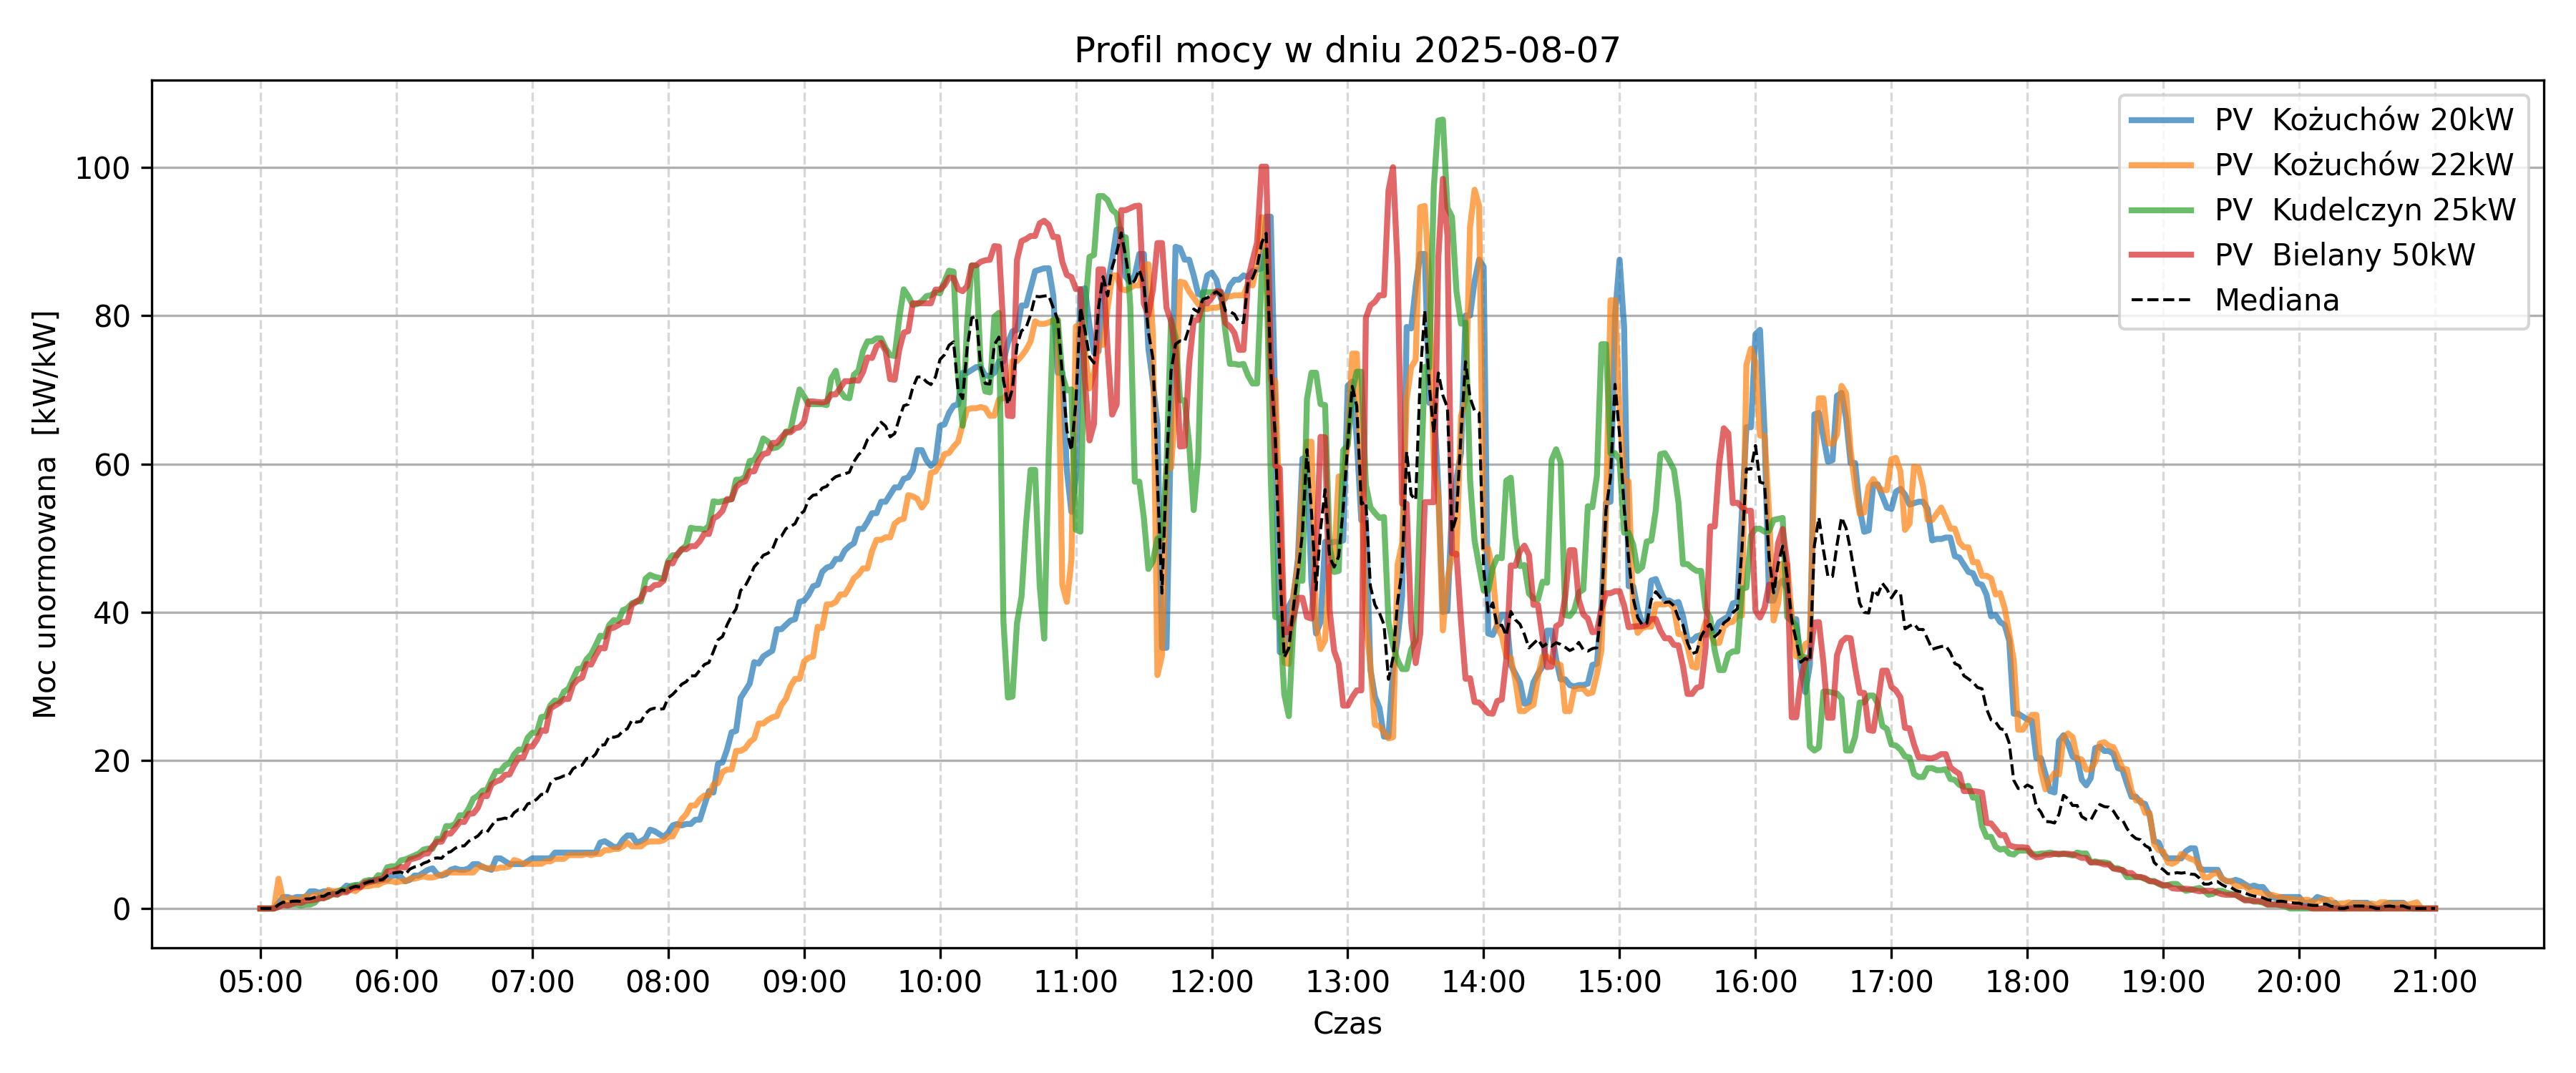 Profil mocy w dniu 2025-08-07
PV  Kożuchów 20kW
PV  Kożuchów 22kW
PV  Kudelczyn 25kW
PV  Bielany 50kW
Mediana
Moc unormowana  [kW/kW]
100
80
60
40
20
0
05:00 06:00 07:00 08:00 09:00 10:00 11:00 12:00 13:00 14:00 15:00 16:00 17:00 18:00 19:00 20:00 21:00
Czas